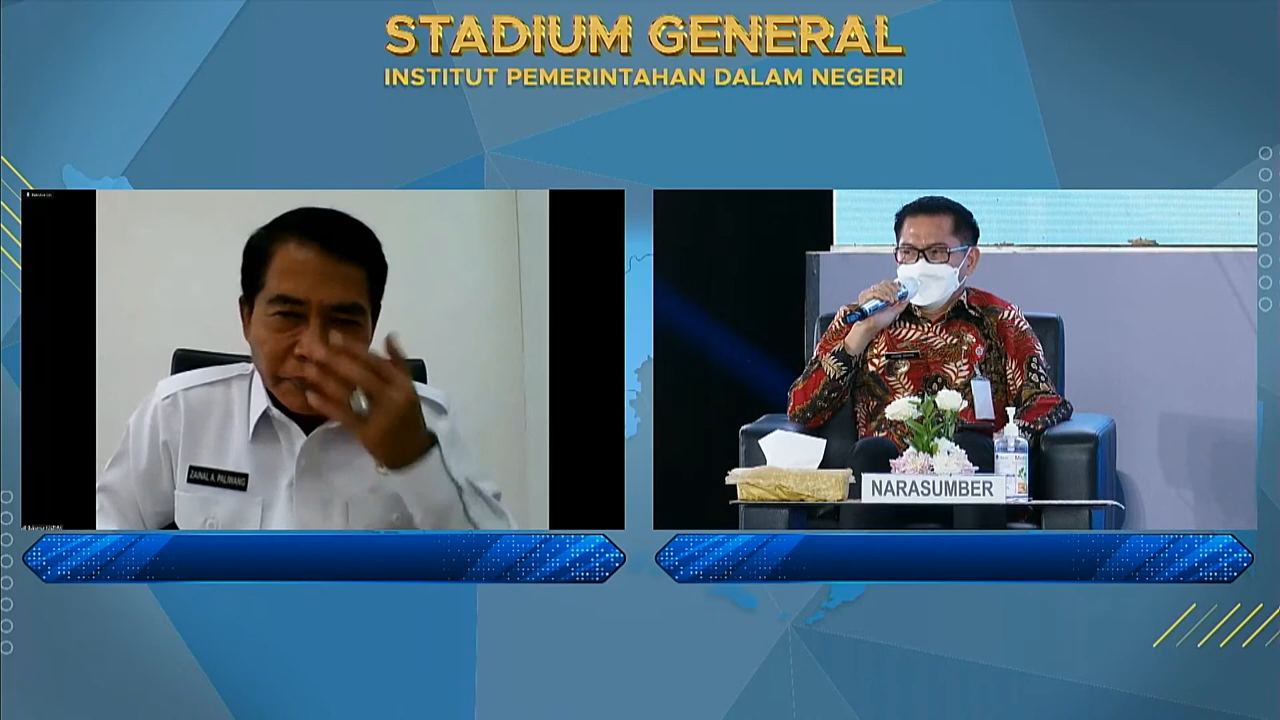 STADIUM GENERAL
INSTITUT PEMERINTAHAN DALAM NEGERI
ZAINAL A. PALIWANG
NARASUMBER